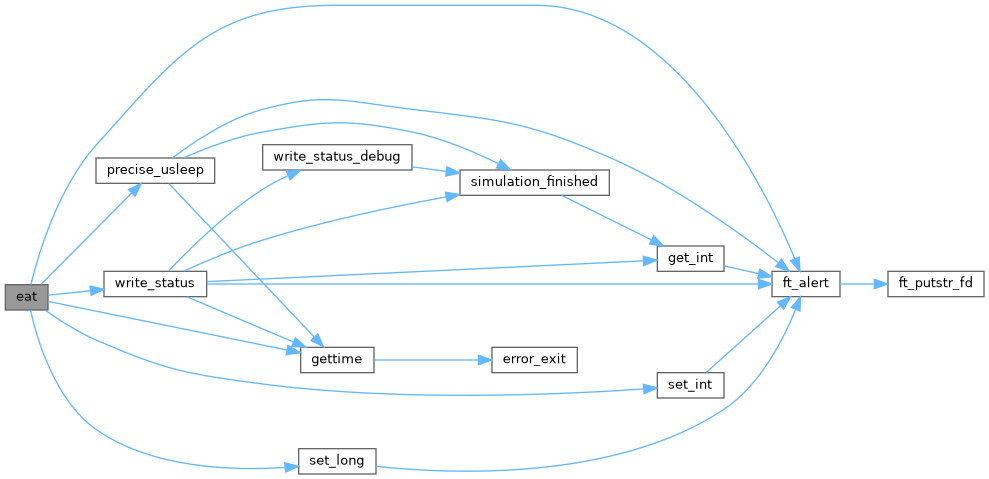 eat
precise_usleep
write_status
write_status_debug
simulation_finished
get_int
ft_alert
ft_putstr_fd
gettime
error_exit
set_int
set_long